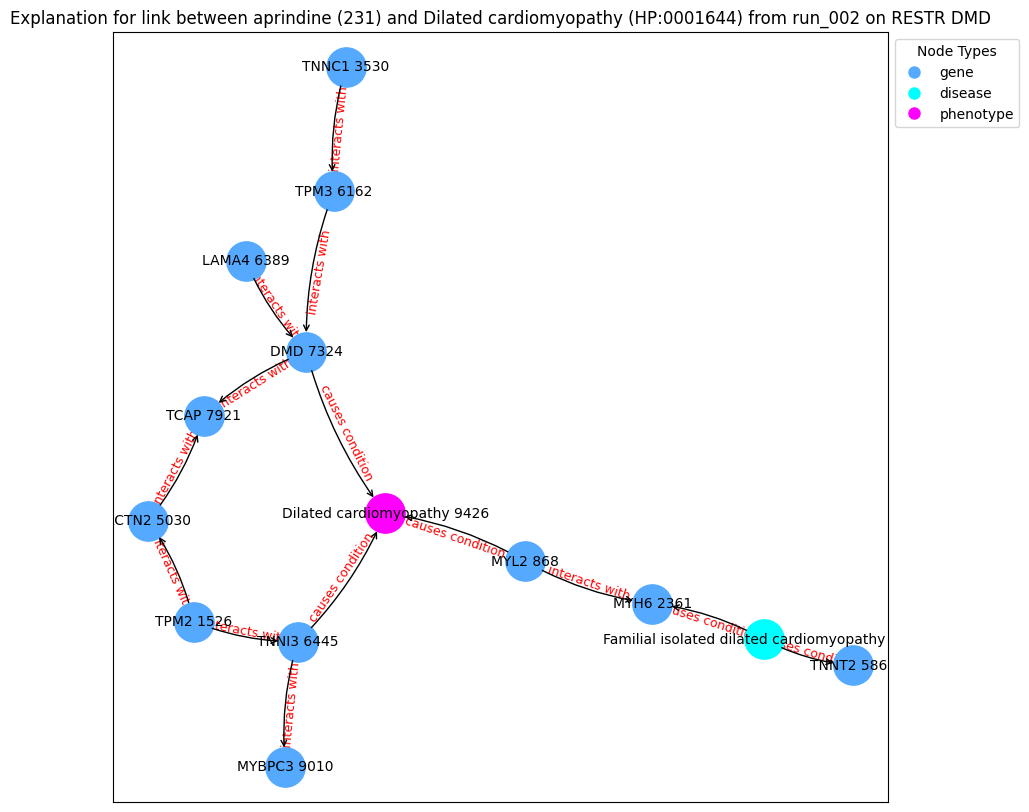 Explanation for link between aprindine (231) and Dilated cardiomyopathy (HP:0001644) from run_002 on RESTR DMD
Node Types
gene
disease
phenotype
TNNC1 3530
interacts with
TPM3 6162
interacts with
LAMA4 6389
interacts with
DMD 7324
interacts with
causes condition
TCAP 7921
interacts with
CTN2 5030
interacts with
Dilated cardiomyopathy 9426
causes condition
causes condition
MYL2 868
interacts with
MYH6 2361
causes condition
Familial isolated dilated cardiomyopathy
causes condition
TNNT2 586
TPM2 1526
interacts with
TNNI3 6445
interacts with
MYBPC3 9010